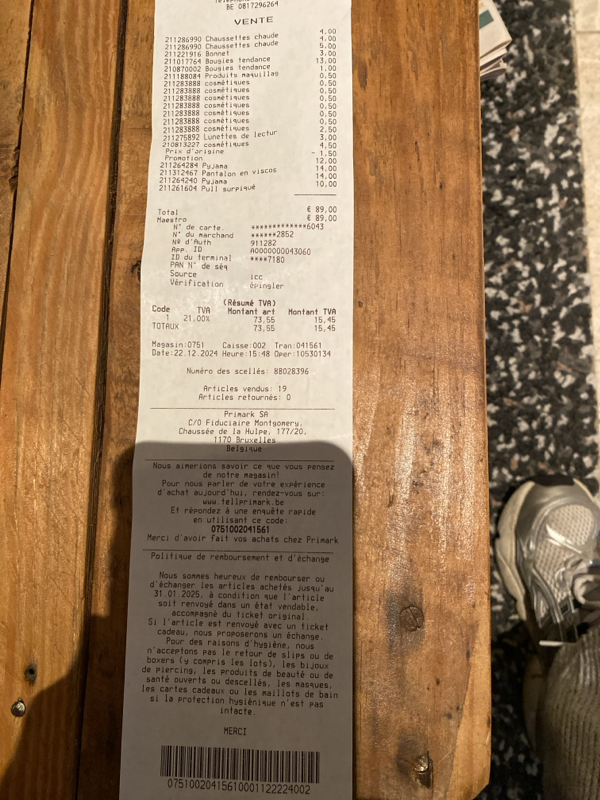 BE 0817296264
VENTE
211286990 Chaussettes chaude 4,00
211286990 Chaussettes chaude 4,00
211221916 Bonnet 5,00
211017764 Bougies tendance 13,00
210870002 Bougies tendance 1,00
211188084 Produits maquillag 0,50
211283888 cosmétiques 0,50
211283888 cosmétiques 0,50
211283888 cosmétiques 0,50
211283888 cosmétiques 0,50
211283888 cosmétiques 0,50
211283888 cosmétiques 0,50
211283888 cosmétiques 0,50
211275892 Lunettes de lectur 2,50
210813227 cosmétiques 3,00
Prix d'origine 4,50
Promotion - 1,50
211264284 Pyjama 12,00
211312467 Pantalon en viscos 14,00
211264240 Pyjama 14,00
211261604 Pull surpiqué 10,00
Total € 89,00
Maestro € 89,00
N° de carte. ************6043
N° du marchand ******2852
Nº d'Auth 911282
App. ID A0000000043060
ID du terminal ****7180
PAN N° de séq
Source icc
Vérification épingler
(Résumé TVA)
Code TVA Montant art Montant TVA
1 21.00% 73,55 15,45
TOTAUX 73,55 15,45
Magasin:0751 Caisse:002 Tran:041561
Date:22.12.2024 Heure:15:48 Oper:10530134
Numéro des scellés: 88028396
Articles vendus: 19
Articles retournés: 0
Primark SA
C/O Fiduciaire Montgomery.
Chaussée de la Hulpe, 177/20.
1170 Bruxelles
Belgique
Nous aimerions savoir ce que vous pensez
de notre magasin!
Pour nous parler de votre expérience
d'achat aujourd'hui, rendez-vous sur:
www.tellprimark.be
Et répondez à une enquête rapide
en utilisant ce code:
0751002041561
Merci d'avoir fait vos achats chez Primark
Politique de remboursement et d'échange
Nous sommes heureux de rembourser ou
d'échanger les articles achetés jusqu'au
31.01.2025, à condition que l'article
soit renvoyé dans un état vendable,
accompagné du ticket original
Si l'article est renvoyé avec un ticket
cadeau, nous proposerons un échange.
Pour des raisons d'hygiène, nous
n'acceptons pas le retour de slips ou de
boxers (y compris les lots), les bijoux
de piercing, les produits de beauté ou de
santé ouverts ou descellés, les masques,
les cartes cadeaux ou les maillots de bain
si la protection hygiénique n'est pas
intacte.
MERCI
07510020415610001122224002